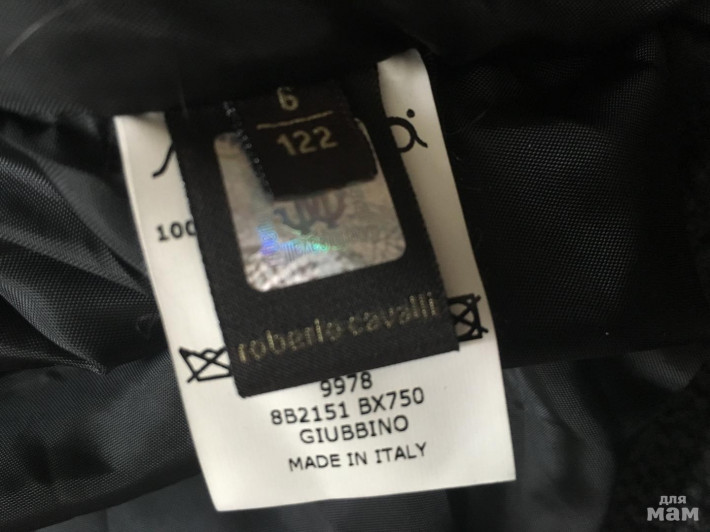 6
122
100
roberto cavalli
9978
8B2151 BX750
GIUBBINO
MADE IN ITALY
для
мам